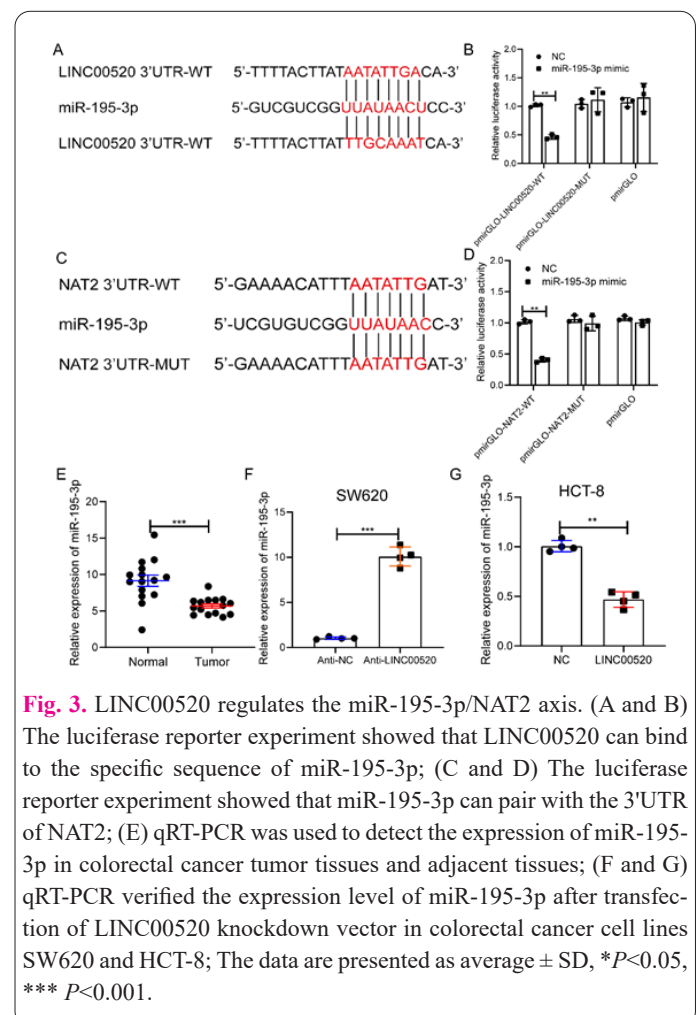 A
LINC00520 3'UTR-WT 5'-TTTTACTTATAATATTGACA-3'
miR-195-3p 5'-GUCGUCGGUUAUAACUCC-3'
LINC00520 3'UTR-WT 5'-TTTTACTTATTTGCAAATCA-3'
B
Relative luciferase activity
2.0
1.5
1.0
0.5
0.0
NC
miR-195-3p mimic
**
pmirGLO-LINC00520-WT
pmirGLO-LINC00520-MUT
pmirGLO
C
NAT2 3'UTR-WT 5'-GAAAACATTTAATATTGAT-3'
miR-195-3p 5'-UCGUGUCGGUUAUAACC-3'
NAT2 3'UTR-MUT 5'-GAAAACATTTAATATTGAT-3'
D
Relative luciferase activity
2.0
1.5
1.0
0.5
0.0
NC
miR-195-3p mimic
**
pmirGLO-NAT2-WT
pmirGLO-NAT2-MUT
pmirGLO
E
Relative expression of miR-195-3p
20
15
10
5
0
***
Normal Tumor
F
SW620
Relative expression of miR-195-3p
15
10
5
0
***
Anti-NC Anti-LINC00520
G
HCT-8
Relative expression of miR-195-3p
1.5
1.0
0.5
0.0
**
NC LINC00520
Fig. 3. LINC00520 regulates the miR-195-3p/NAT2 axis. (A and B)
The luciferase reporter experiment showed that LINC00520 can bind
to the specific sequence of miR-195-3p; (C and D) The luciferase
reporter experiment showed that miR-195-3p can pair with the 3'UTR
of NAT2; (E) qRT-PCR was used to detect the expression of miR-195-
3p in colorectal cancer tumor tissues and adjacent tissues; (F and G)
qRT-PCR verified the expression level of miR-195-3p after transfec-
tion of LINC00520 knockdown vector in colorectal cancer cell lines
SW620 and HCT-8; The data are presented as average ± SD, *P<0.05,
*** P<0.001.